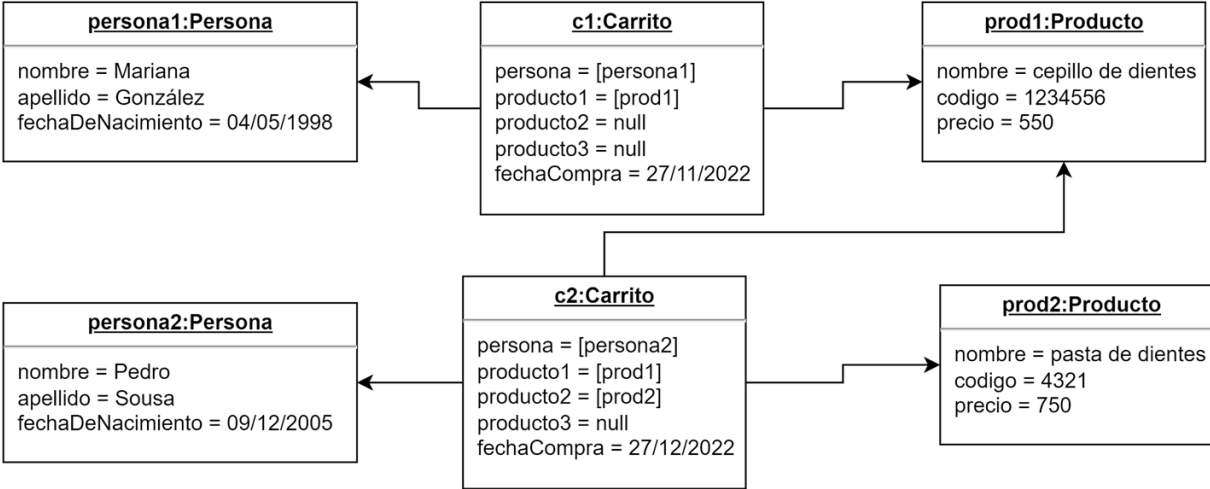 persona1:Persona
nombre = Mariana
apellido = González
fechaDeNacimiento = 04/05/1998
c1:Carrito
persona = [persona1]
producto1 = [prod1]
producto2 = null
producto3 = null
fechaCompra = 27/11/2022
prod1:Producto
nombre = cepillo de dientes
codigo = 1234556
precio = 550
persona2:Persona
nombre = Pedro
apellido = Sousa
fechaDeNacimiento = 09/12/2005
c2:Carrito
persona = [persona2]
producto1 = [prod1]
producto2 = [prod2]
producto3 = null
fechaCompra = 27/12/2022
prod2:Producto
nombre = pasta de dientes
codigo = 4321
precio = 750